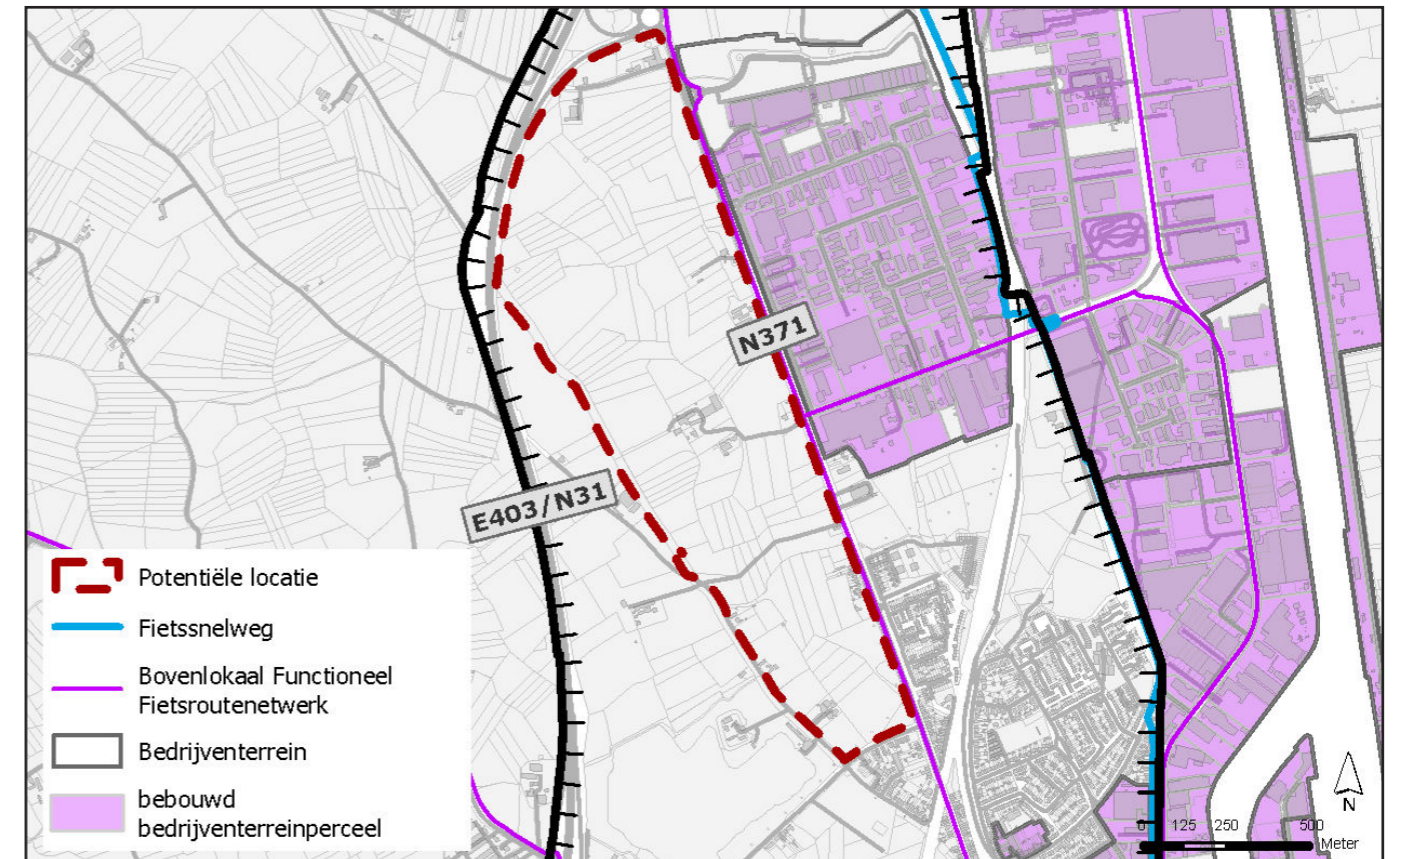 N371
E403/N31
Potentiële locatie
Fietssnelweg
Bovenlokaal Functioneel
Fietsroutenetwerk
Bedrijventerrein
bebouwd
bedrijventerreinperceel
N
0 125 250 500
Meter